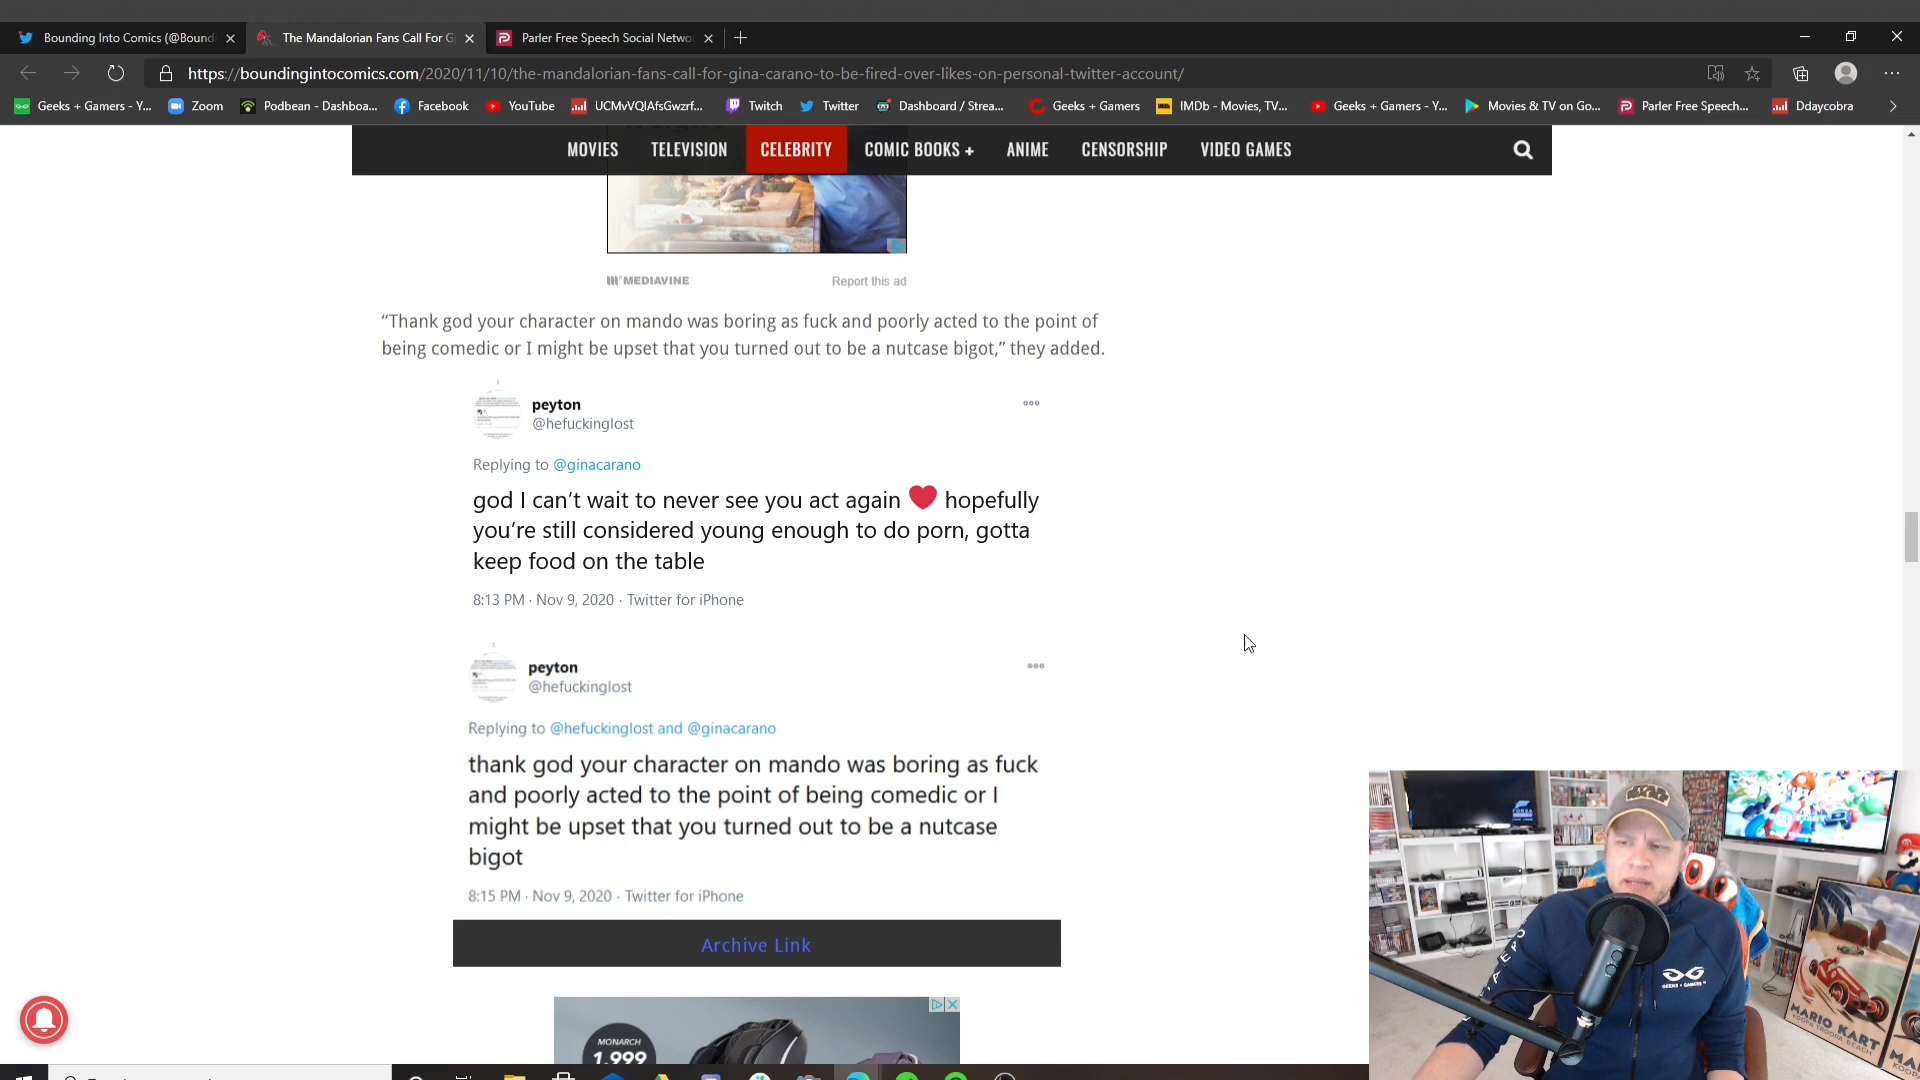 Bounding Into Comics (@Bound
The Mandalorian Fans Call For G
Parler Free Speech Social Netwo
https://boundingintocomics.com/2020/11/10/the-mandalorian-fans-call-for-gina-carano-to-be-fired-over-likes-on-personal-twitter-account/
Geeks + Gamers - Y... Zoom Podbean - Dashboa... Facebook YouTube UCMvVQIAfsGwzrf... Twitch Twitter Dashboard / Strea... Geeks + Gamers IMDb - Movies, TV... Geeks + Gamers - Y... Movies & TV on Go... Parler Free Speech... Ddaycobra
MOVIES TELEVISION CELEBRITY COMIC BOOKS + ANIME CENSORSHIP VIDEO GAMES
MEDIAVINE Report this ad
“Thank god your character on mando was boring as fuck and poorly acted to the point of
being comedic or I might be upset that you turned out to be a nutcase bigot,” they added.
peyton
@hefuckinglost
Replying to @ginacarano
god I can’t wait to never see you act again ❤ hopefully
you’re still considered young enough to do porn, gotta
keep food on the table
8:13 PM · Nov 9, 2020 · Twitter for iPhone
peyton
@hefuckinglost
Replying to @hefuckinglost and @ginacarano
thank god your character on mando was boring as fuck
and poorly acted to the point of being comedic or I
might be upset that you turned out to be a nutcase
bigot
8:15 PM · Nov 9, 2020 · Twitter for iPhone
Archive Link
MONARCH
1,999
STAR WARS
GEEKS + GAMERS
MARIO KART
KOOPA TROOPA BEACH